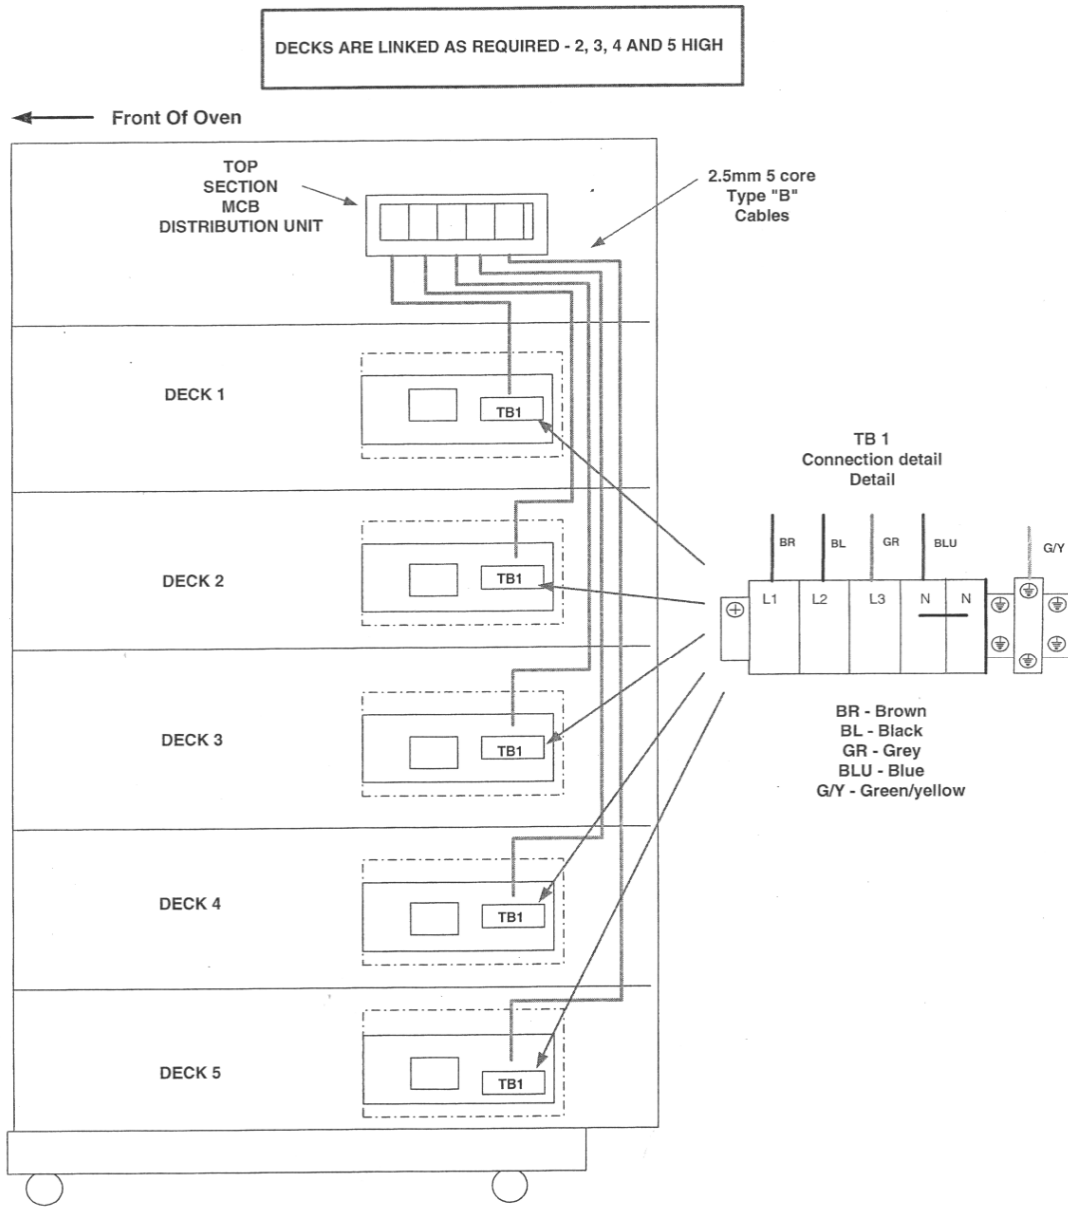 DECKS ARE LINKED AS REQUIRED - 2, 3, 4 AND 5 HIGH
Front Of Oven
TOP
SECTION
MCB
DISTRIBUTION UNIT
2.5mm 5 core
Type "B"
Cables
DECK 1
TB1
DECK 2
TB1
DECK 3
TB1
DECK 4
TB1
DECK 5
TB1
TB 1
Connection detail
Detail
BR
BL
GR
BLU
G/Y
L1
L2
L3
N
N
BR - Brown
BL - Black
GR - Grey
BLU - Blue
G/Y - Green/yellow